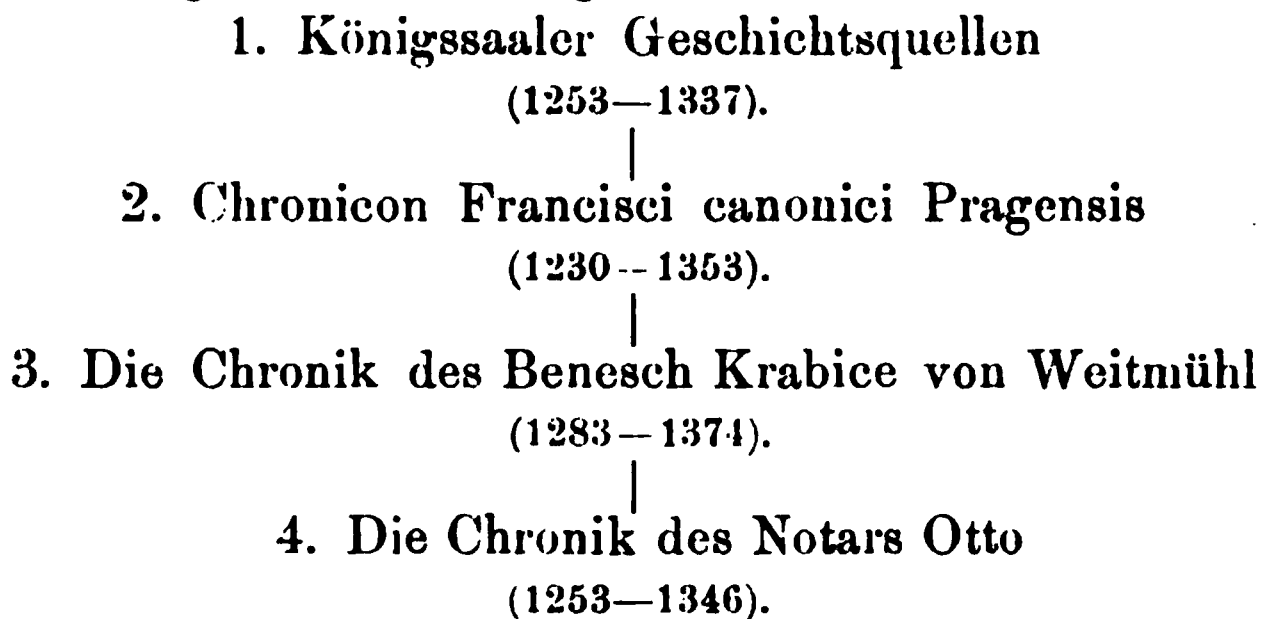 1. Königssaaler Geschichtsquellen
(1253—1337).
2. Chronicon Francisci canonici Pragensis
(1230 -- 1353).
3. Die Chronik des Benesch Krabice von Weitmühl
(1283 — 1374).
4. Die Chronik des Notars Otto
(1253—1346).